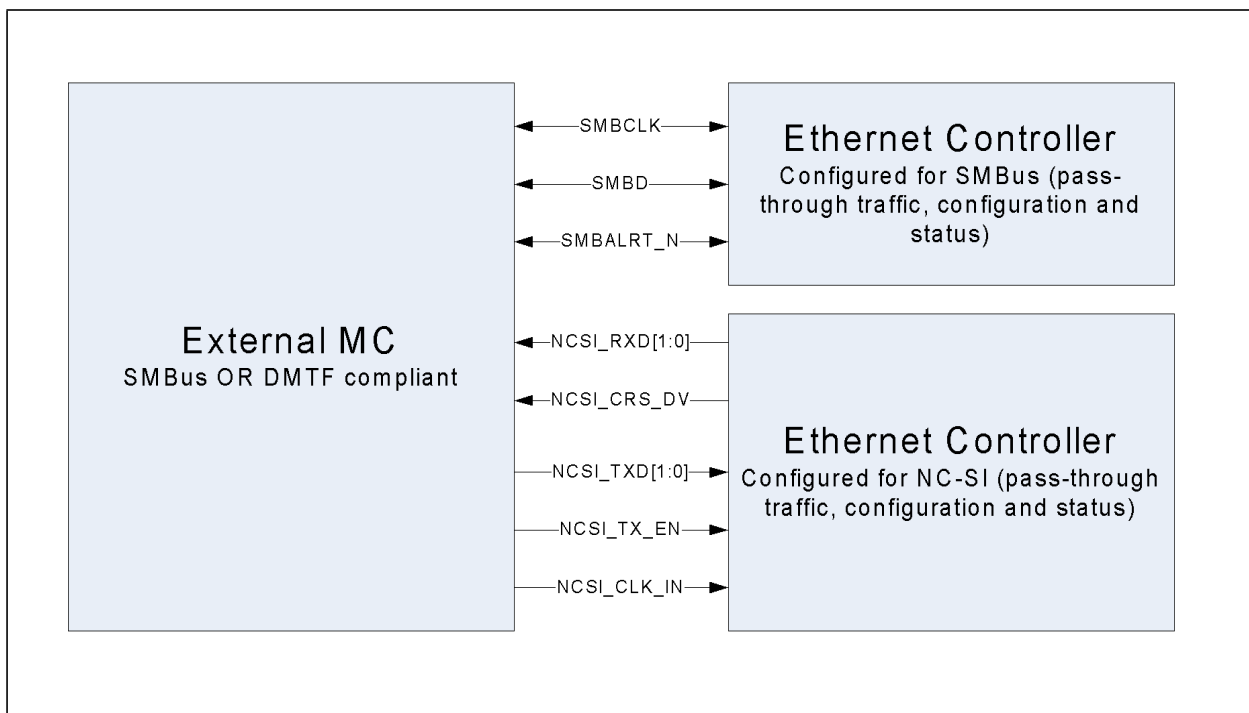 External MC
SMBus OR DMTF compliant
SMBCLK
SMBD
SMBALRT_N
NCSI_RXD[1:0]
NCSI_CRS_DV
NCSI_TXD[1:0]
NCSI_TX_EN
NCSI_CLK_IN
Ethernet Controller
Configured for SMBus (pass-
through traffic, configuration and
status)
Ethernet Controller
Configured for NC-SI (pass-through
traffic, configuration and status)